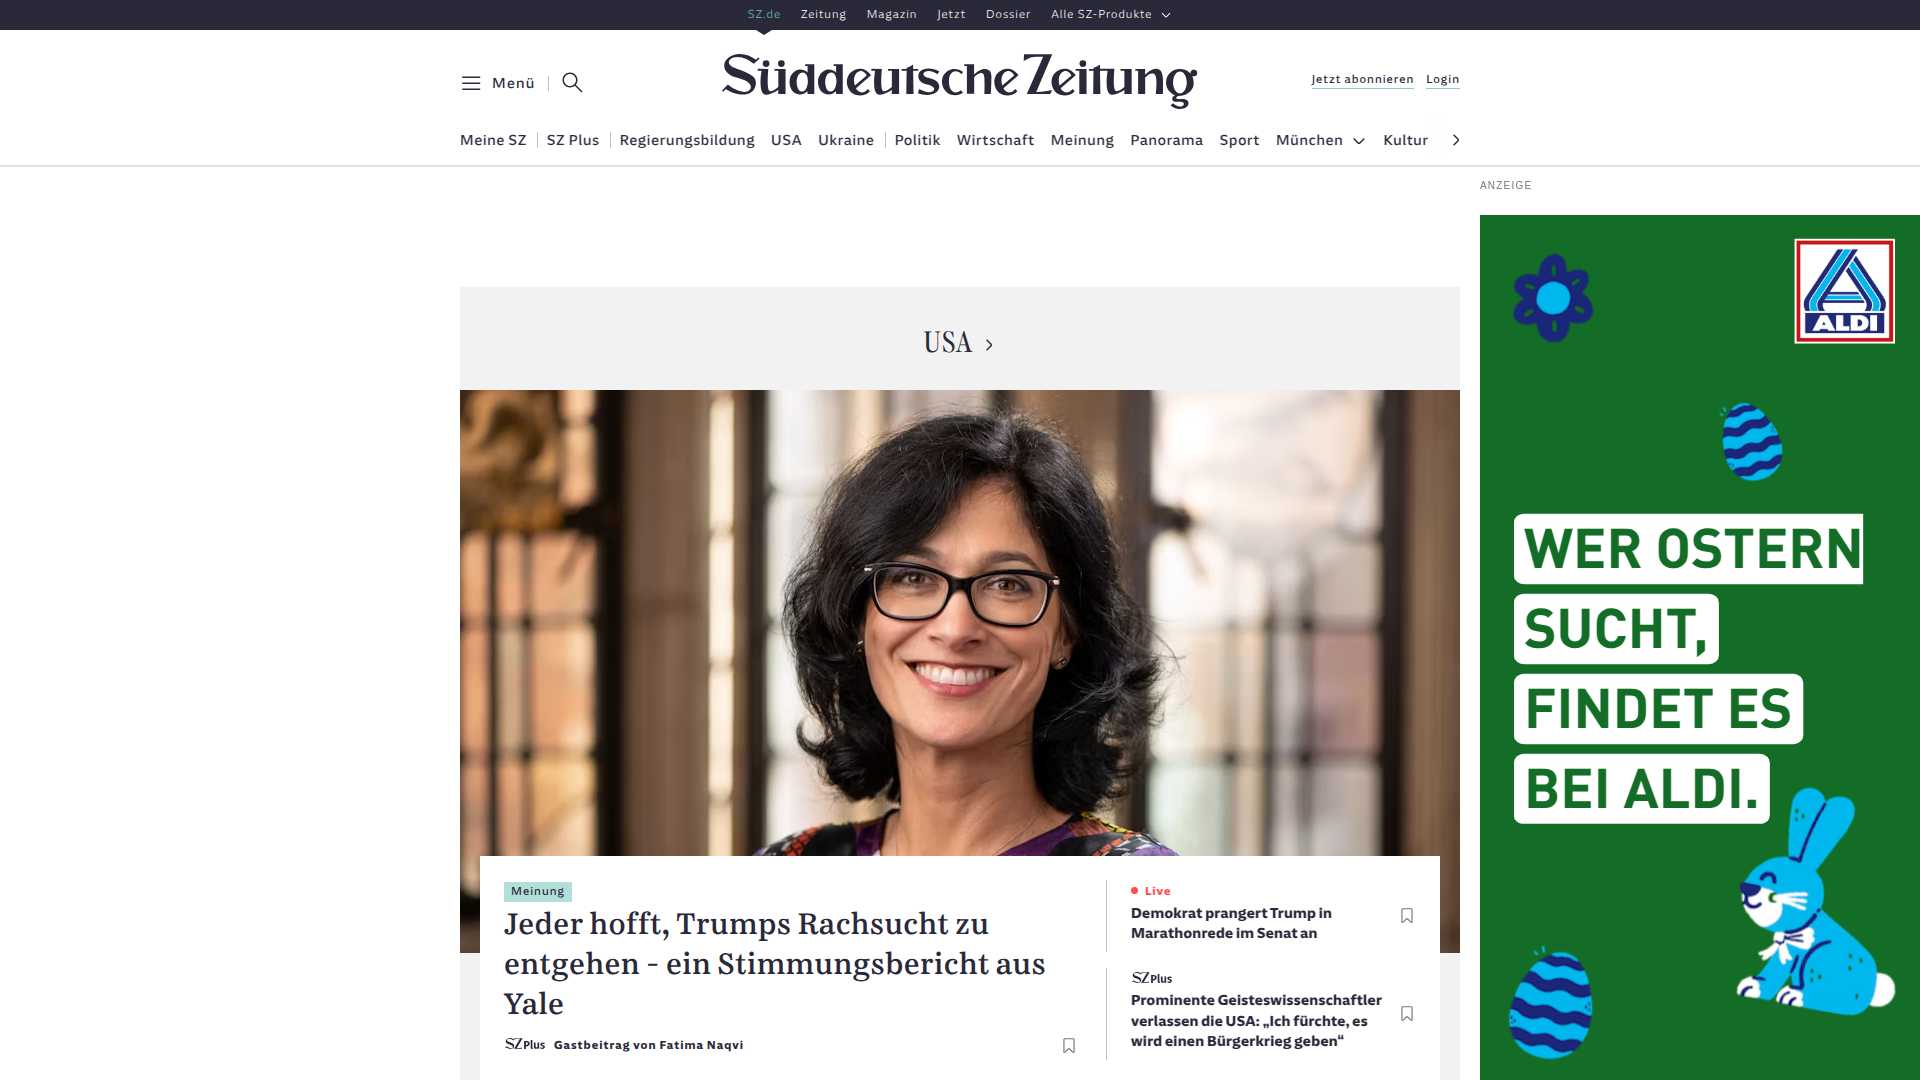 SZ.de Zeitung Magazin Jetzt Dossier Alle SZ-Produkte
Menü
Süddeutsche Zeitung
Jetzt abonnieren Login
Meine SZ SZ Plus Regierungsbildung USA Ukraine Politik Wirtschaft Meinung Panorama Sport München Kultur
ANZEIGE
USA
Meinung
Jeder hofft, Trumps Rachsucht zu
entgehen - ein Stimmungsbericht aus
Yale
SZ Plus Gastbeitrag von Fatima Naqvi
Live
Demokrat prangert Trump in
Marathonrede im Senat an
SZ Plus
Prominente Geisteswissenschaftler
verlassen die USA: „Ich fürchte, es
wird einen Bürgerkrieg geben“
ALDI
WER OSTERN
SUCHT,
FINDET ES
BEI ALDI.